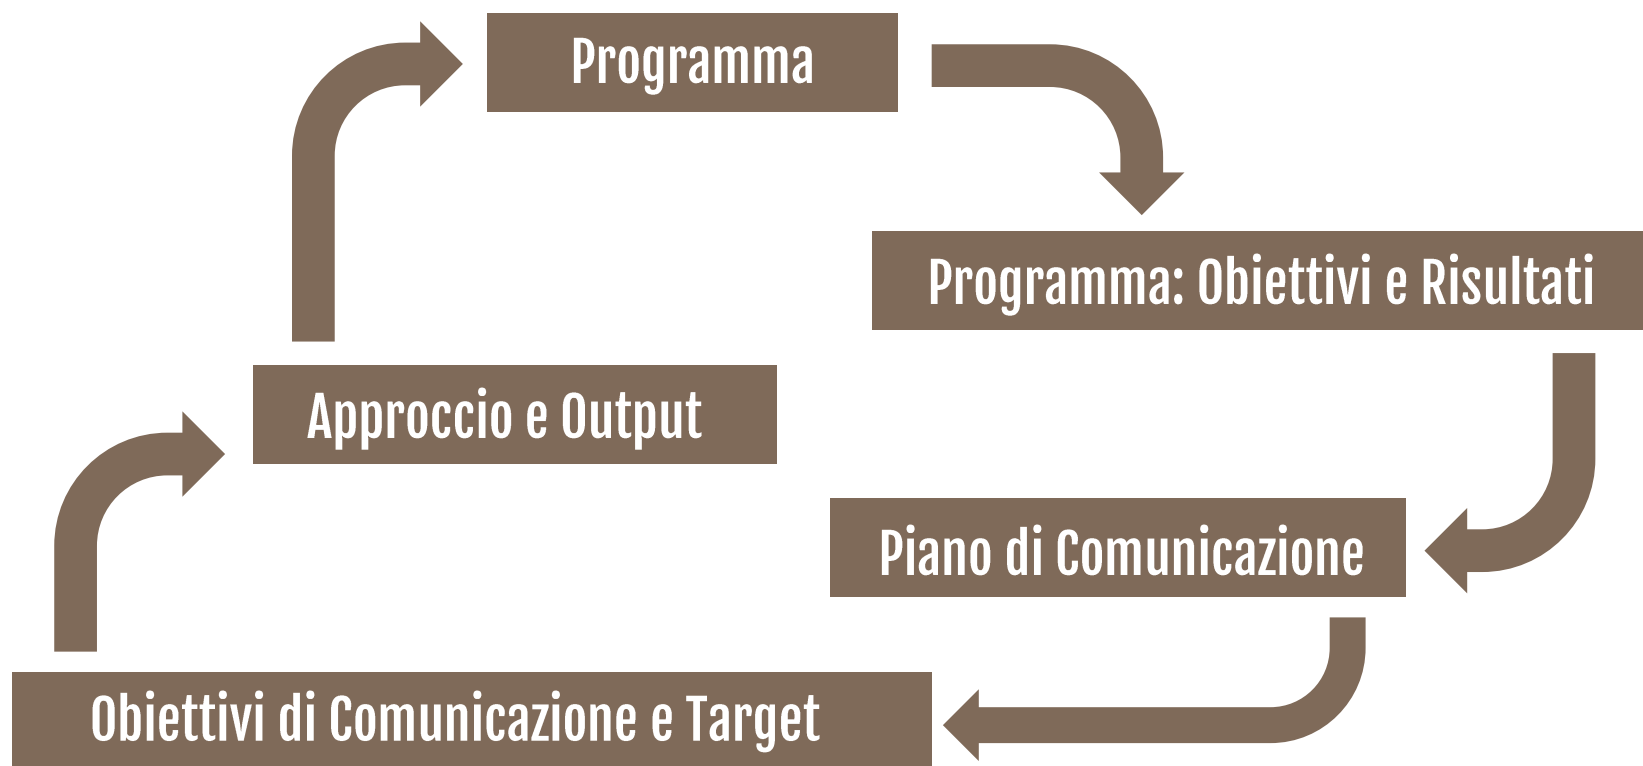 Programma
Programma: Obiettivi e Risultati
Approccio e Output
Piano di Comunicazione
Obiettivi di Comunicazione e Target